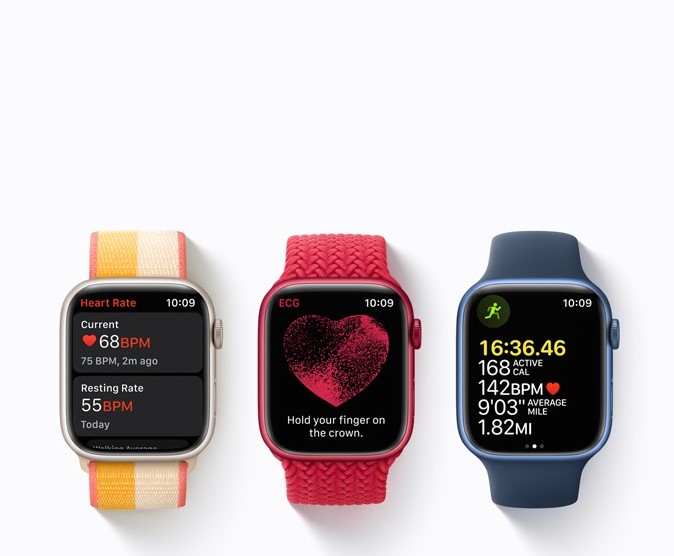 Heart Rate 10:09
Current
68BPM
75 BPM, 2m ago
Resting Rate
55BPM
Today
Walking Average
ECG 10:09
Hold your finger on
the crown.
10:09
16:36.46
168 ACTIVE CAL
142BPM
9'03" AVERAGE MILE
1.82MI